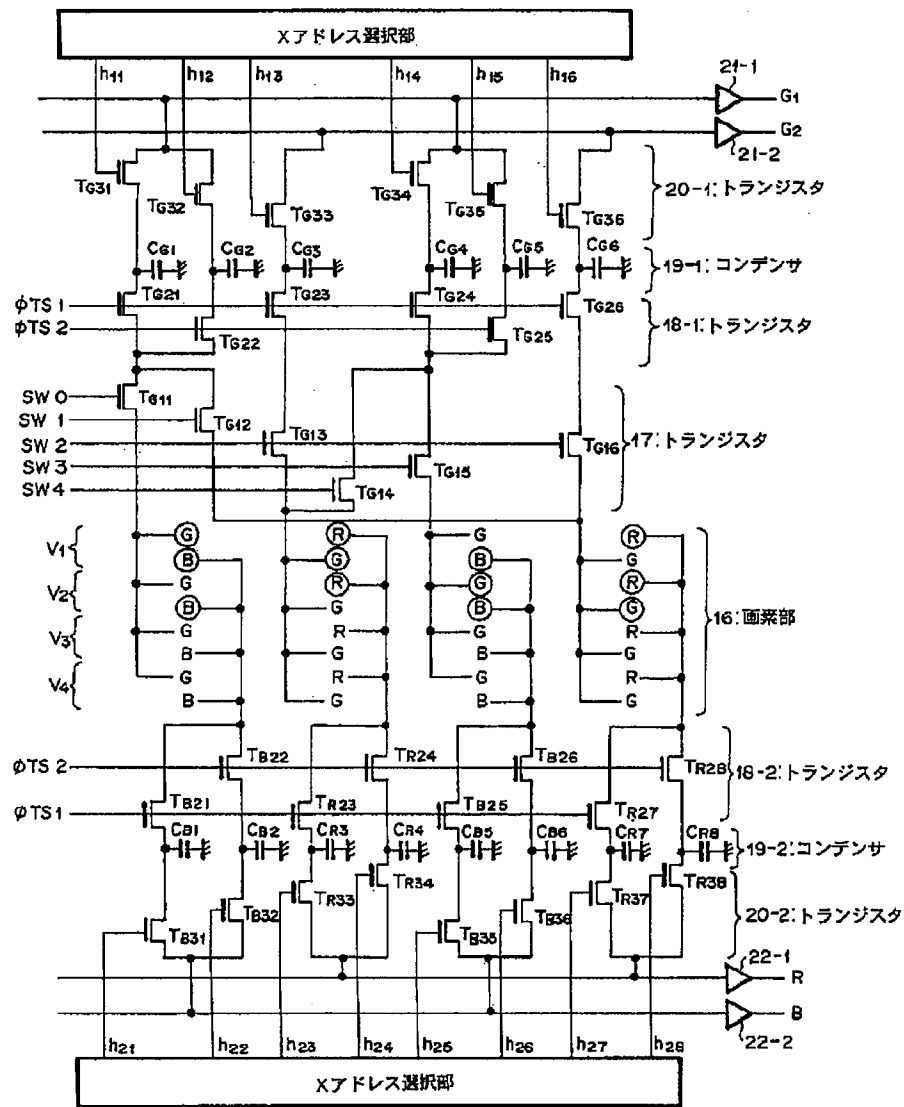 Xアドレス選択部
h11 h12 h13 h14 h15 h16
21-1
G1
G2
21-2
TG31
TG32
TG33
TG34
TG35
TG36
20-1:トランジスタ
CG1 CG2 CG3 CG4 CG5 CG6
19-1:コンデンサ
φTS 1
TG21 TG23 TG24 TG26
φTS 2
TG22 TG25
18-1:トランジスタ
SW 0
TG11
SW 1
TG12
SW 2
TG13
TG16
17:トランジスタ
SW 3
TG15
SW 4
TG14
V1
G R G R
B G B G
V2
G R G R
B G B G
V3
G R G R
B G B G
V4
G R G R
B G B G
16:画菜部
φTS 2
TB22 TR24 TB26 TR28
18-2:トランジスタ
φTS1
TB21 TR23 TB25 TR27
CB1 CB2 CR3 CR4 CB5 CB6 CR7 CR8
19-2:コンデンサ
TB31 TB32 TR33 TR34 TB35 TB36 TR37 TR38
20-2:トランジスタ
22-1
R
B
22-2
h21 h22 h23 h24 h25 h26 h27 h28
Xアドレス選択部